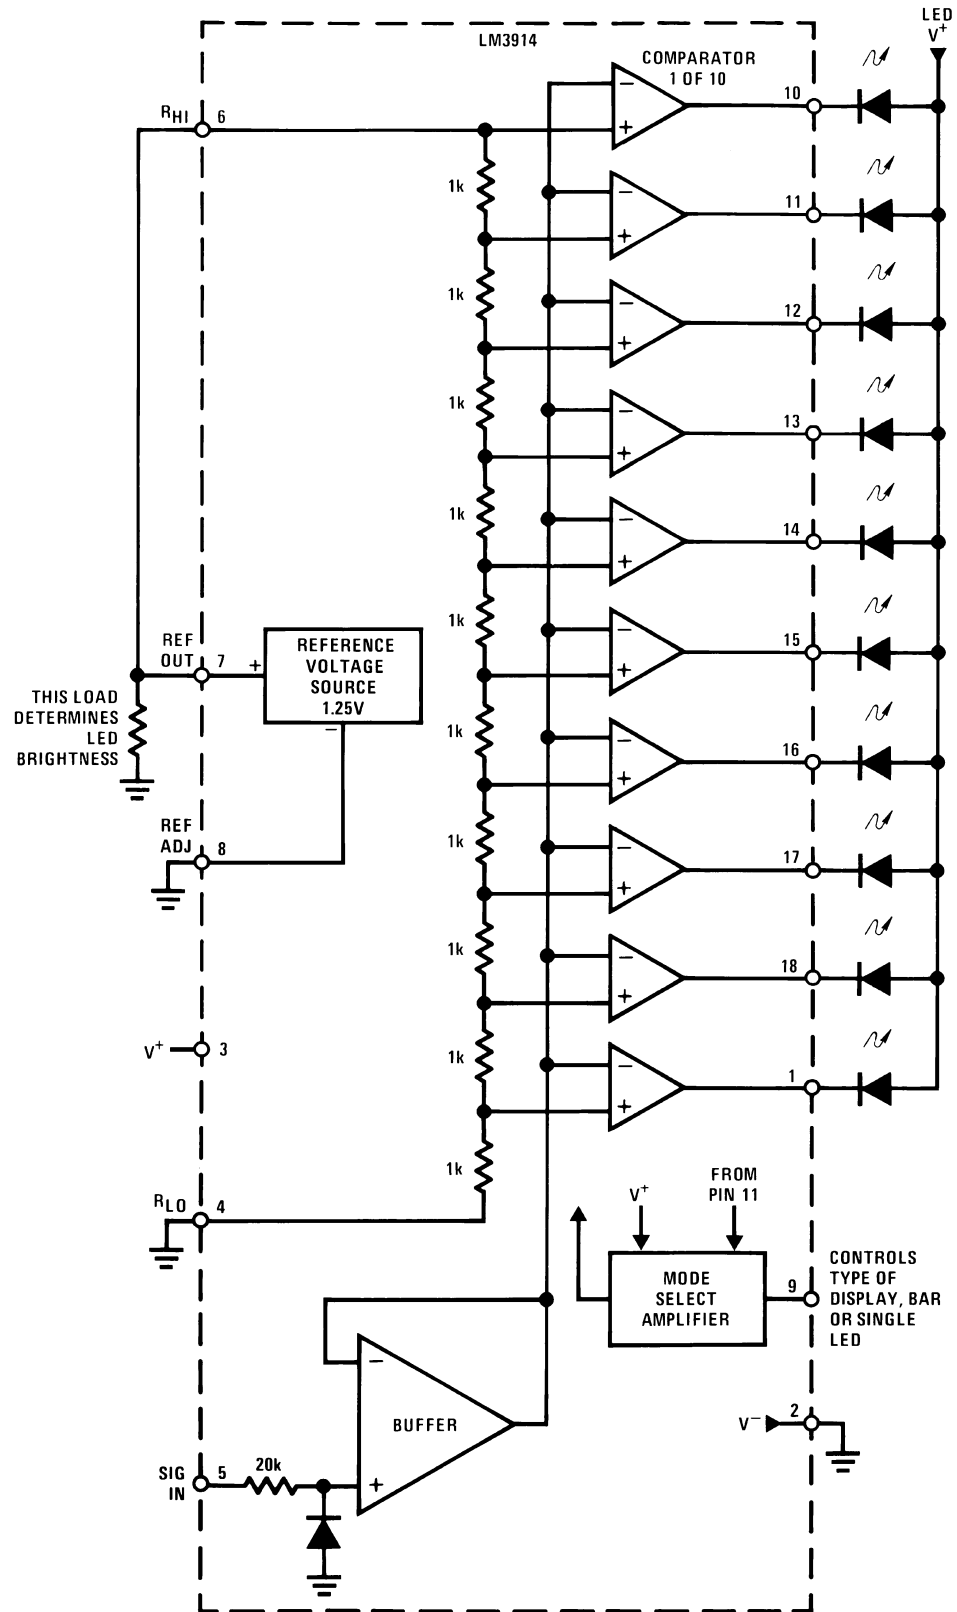 LED
V+
LM3914
COMPARATOR
1 OF 10
−
+
10
RHI
6
1k
−
+
11
1k
−
+
12
1k
−
+
13
1k
−
+
14
1k
−
+
15
REF
OUT
7
+
REFERENCE
VOLTAGE
SOURCE
1.25V
−
THIS LOAD
DETERMINES
LED
BRIGHTNESS
1k
−
+
16
REF
ADJ
8
1k
−
+
17
1k
−
+
18
V+
3
1k
−
+
1
1k
RLO
4
V+
FROM
PIN 11
MODE
SELECT
AMPLIFIER
9
CONTROLS
TYPE OF
DISPLAY, BAR
OR SINGLE
LED
−
BUFFER
+
V−
2
SIG
IN
5
20k